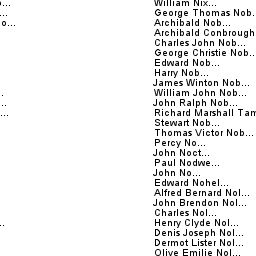 William Nix...
George Thomas Nob.
Archibald Nob...
Archibald Conbrough
Charles John Nob...
George Christie Nob..
Edward Nob...
Harry Nob...
James Winton Nob...
William John Nob...
John Ralph Nob...
Richard Marshall Tam
Stewart Nob...
Thomas Victor Nob...
Percy No...
John Noct...
Paul Nodwe...
John No...
Edward Nohel...
Alfred Bernard Nol...
John Brendon Nol...
Charles Nol...
Henry Clyde Nol...
Denis Joseph Nol...
Dermot Lister Nol...
Olive Emilie Nol...